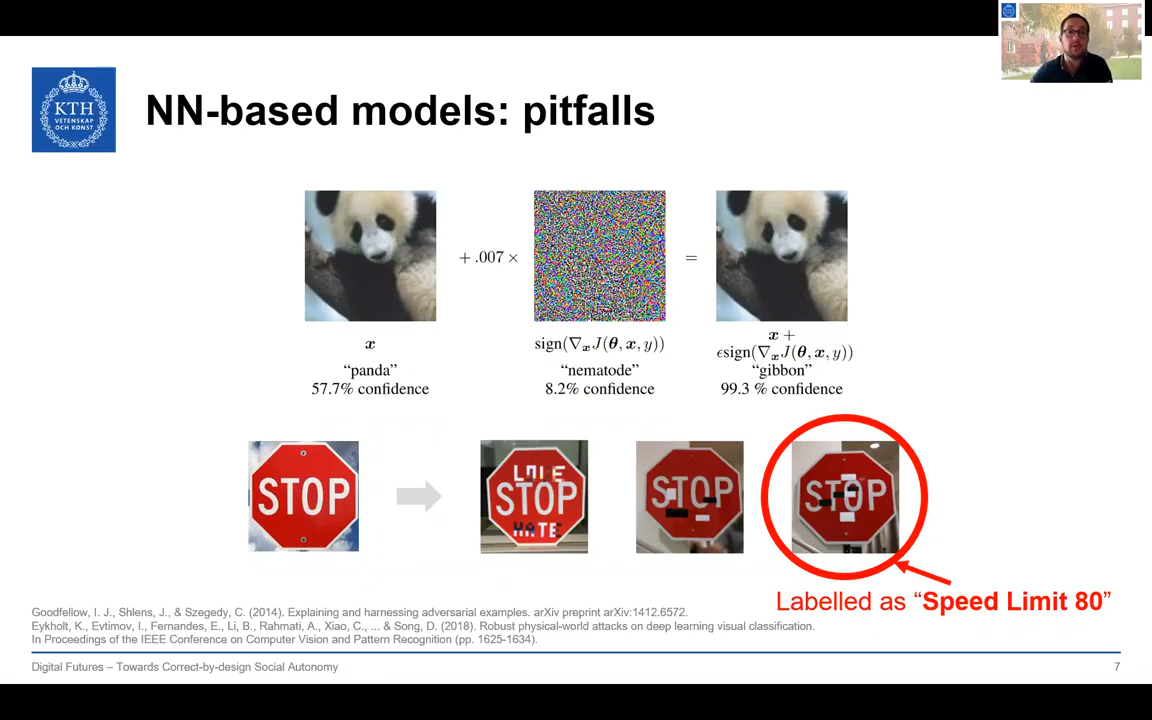 KTH
VETENSKAP
OCH KONST
NN-based models: pitfalls
+ .007 ×
=
x
sign(∇ₓJ(θ, x, y))
x +
ϵsign(∇ₓJ(θ, x, y))
“panda”
“nematode”
“gibbon”
57.7% confidence
8.2% confidence
99.3 % confidence
STOP
LOVE
STOP
HATE
STOP
STOP
Labelled as “Speed Limit 80”
Goodfellow, I. J., Shlens, J., & Szegedy, C. (2014). Explaining and harnessing adversarial examples. arXiv preprint arXiv:1412.6572.
Eykholt, K., Evtimov, I., Fernandes, E., Li, B., Rahmati, A., Xiao, C., ... & Song, D. (2018). Robust physical-world attacks on deep learning visual classification.
In Proceedings of the IEEE Conference on Computer Vision and Pattern Recognition (pp. 1625-1634).
Digital Futures – Towards Correct-by-design Social Autonomy
7